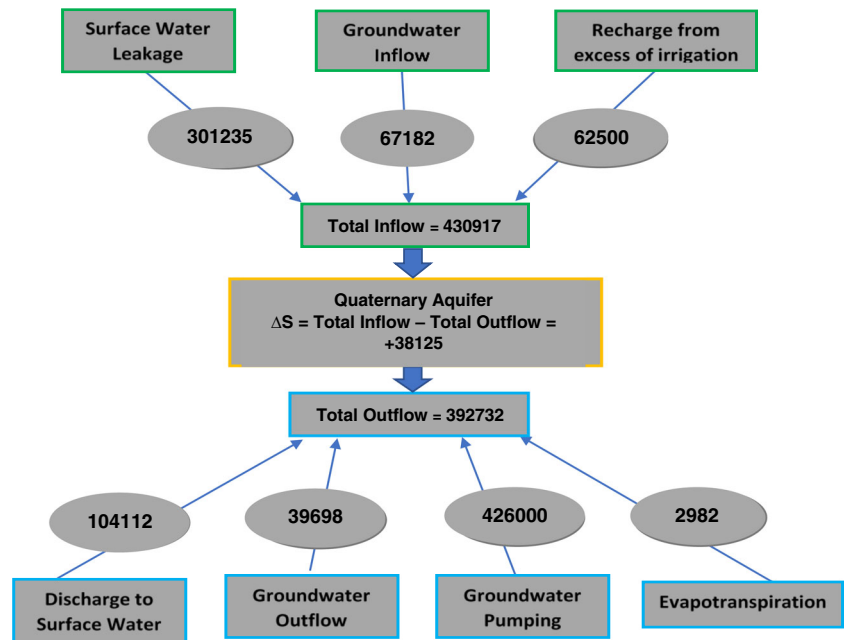 Surface Water
Leakage
Groundwater
Inflow
Recharge from
excess of irrigation
301235
67182
62500
Total Inflow = 430917
Quaternary Aquifer
∆S = Total Inflow – Total Outflow =
+38125
Total Outflow = 392732
104112
39698
426000
2982
Discharge to
Surface Water
Groundwater
Outflow
Groundwater
Pumping
Evapotranspiration